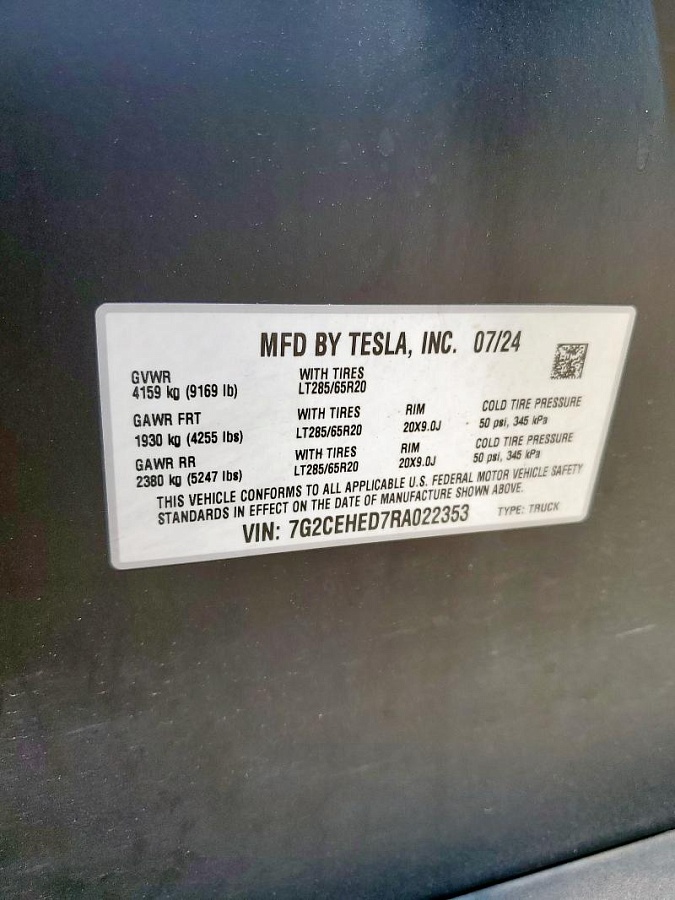 MFD BY TESLA, INC. 07/24
GVWR WITH TIRES
4159 kg (9169 lb) LT285/65R20
GAWR FRT WITH TIRES RIM COLD TIRE PRESSURE
1930 kg (4255 lbs) LT285/65R20 20X9.0J 50 psi, 345 kPa
GAWR RR WITH TIRES RIM COLD TIRE PRESSURE
2380 kg (5247 lbs) LT285/65R20 20X9.0J 50 psi, 345 kPa
THIS VEHICLE CONFORMS TO ALL APPLICABLE U.S. FEDERAL MOTOR VEHICLE SAFETY
STANDARDS IN EFFECT ON THE DATE OF MANUFACTURE SHOWN ABOVE.
VIN: 7G2CEHED7RA022353 TYPE: TRUCK